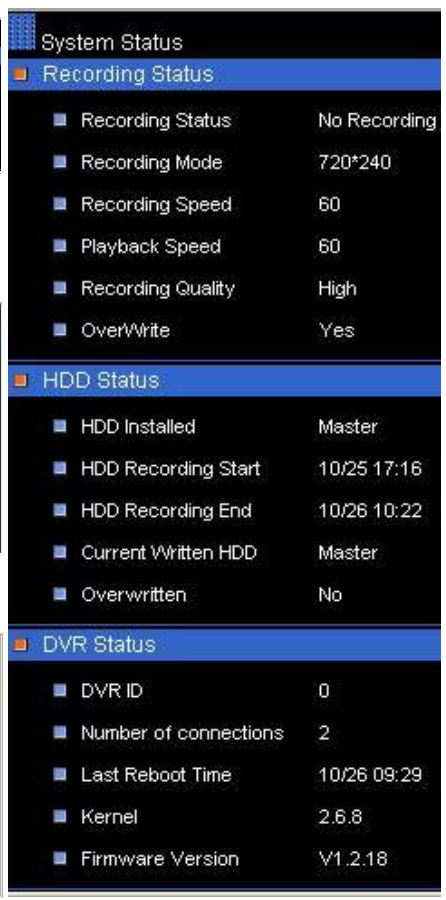 System Status
Recording Status
Recording Status No Recording
Recording Mode 720*240
Recording Speed 60
Playback Speed 60
Recording Quality High
OverWrite Yes
HDD Status
HDD Installed Master
HDD Recording Start 10/25 17:16
HDD Recording End 10/26 10:22
Current Written HDD Master
Overwritten No
DVR Status
DVR ID 0
Number of connections 2
Last Reboot Time 10/26 09:29
Kernel 2.6.8
Firmware Version V1.2.18